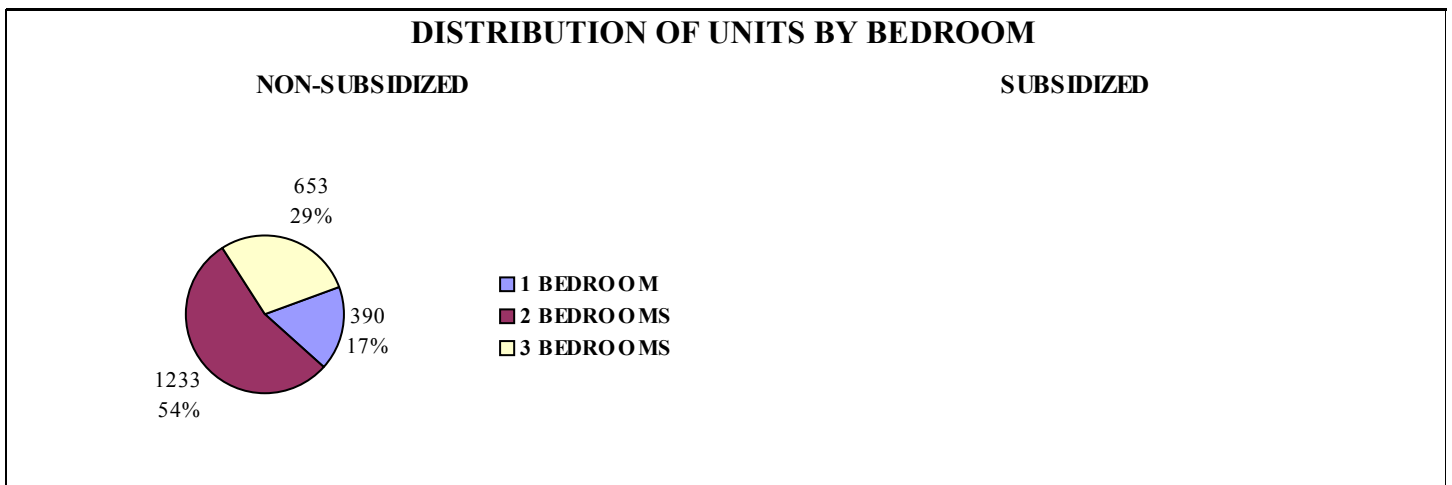 DISTRIBUTION OF UNITS BY BEDROOM
NON-SUBSIDIZED
SUBSIDIZED
653
29%
390
17%
1233
54%
1 BEDROOM
2 BEDROOMS
3 BEDROOMS